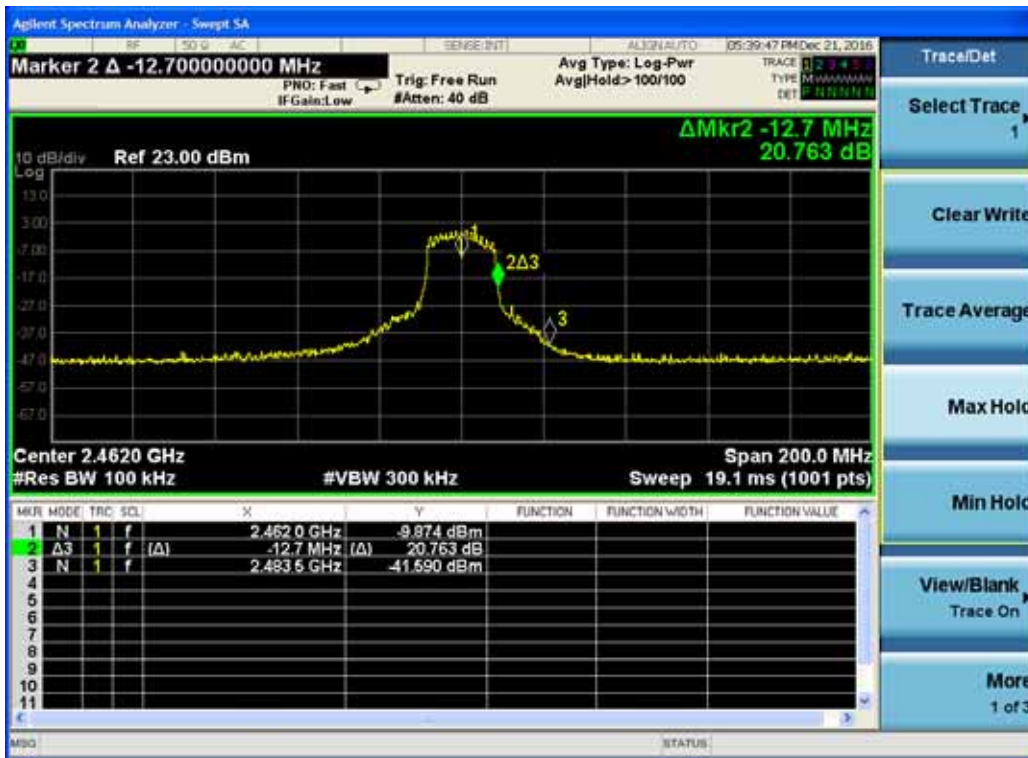 Agilent Spectrum Analyzer - Swept SA
RF 50 Ω AC SENSE:INT ALIGNAUTO 05:39:47 PM Dec 21, 2016
Marker 2 Δ -12.700000000 MHz
PNO: Fast
IFGain:Low
Trig: Free Run
#Atten: 40 dB
Avg Type: Log-Pwr
Avg|Hold:> 100/100
TRACE 1 2 3 4 5 6
TYPE M
DET P N N N N N
ΔMkr2 -12.7 MHz
20.763 dB
10 dB/div Ref 23.00 dBm
Log
13.0
3.00
-7.00
-17.0
-27.0
-37.0
-47.0
-57.0
-67.0
1
2Δ3
3
Center 2.4620 GHz Span 200.0 MHz
#Res BW 100 kHz #VBW 300 kHz Sweep 19.1 ms (1001 pts)
MKR MODE TRC SCL X Y FUNCTION FUNCTION WIDTH FUNCTION VALUE
1 N 1 f 2.462 0 GHz -9.874 dBm
2 Δ3 1 f (Δ) -12.7 MHz (Δ) 20.763 dB
3 N 1 f 2.483 5 GHz -41.590 dBm
4
5
6
7
8
9
10
11
MSG STATUS
Trace/Det
Select Trace
1
Clear Write
Trace Average
Max Hold
Min Hold
View/Blank
Trace On
More
1 of 3